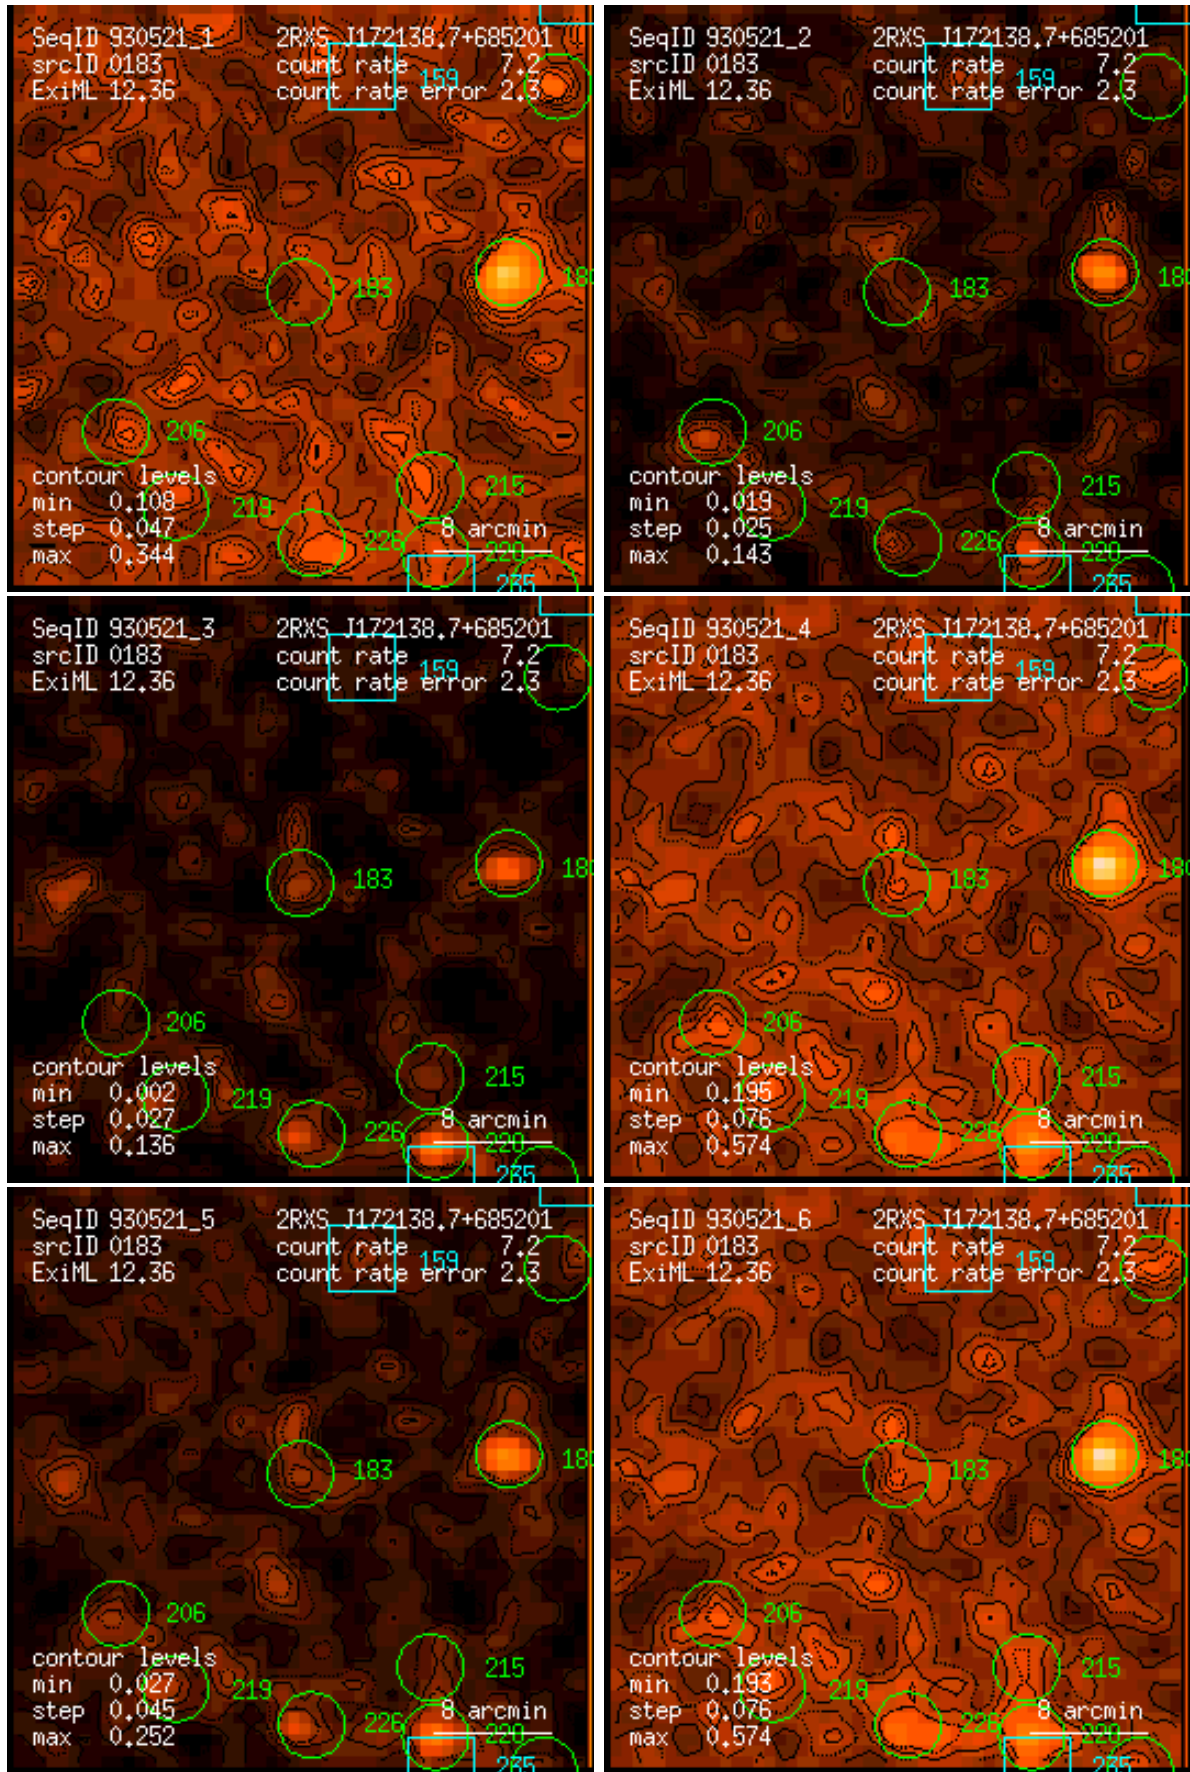 SeqID 930521_1 2RXS J172138.7+685201
srcID 0183 count rate 7.2
ExiML 12.36 count rate error 2.3
159
183
180
206
215
contour levels
min 0.108 219
step 0.047 8 arcmin
226 220
max 0.344
235
SeqID 930521_2 2RXS J172138.7+685201
srcID 0183 count rate 7.2
ExiML 12.36 count rate error 2.3
159
183
180
206
215
contour levels
min 0.019 219
step 0.025 8 arcmin
226 220
max 0.143
235
SeqID 930521_3 2RXS J172138.7+685201
srcID 0183 count rate 7.2
ExiML 12.36 count rate error 2.3
159
183
180
206
215
contour levels
min 0.002 219
step 0.027 8 arcmin
226 220
max 0.136
235
SeqID 930521_4 2RXS J172138.7+685201
srcID 0183 count rate 7.2
ExiML 12.36 count rate error 2.3
159
183
180
206
215
contour levels
min 0.195 219
step 0.076 8 arcmin
226 220
max 0.574
235
SeqID 930521_5 2RXS J172138.7+685201
srcID 0183 count rate 7.2
ExiML 12.36 count rate error 2.3
159
183
180
206
215
contour levels
min 0.027 219
step 0.045 8 arcmin
226 220
max 0.252
235
SeqID 930521_6 2RXS J172138.7+685201
srcID 0183 count rate 7.2
ExiML 12.36 count rate error 2.3
159
183
180
206
215
contour levels
min 0.193 219
step 0.076 8 arcmin
226 220
max 0.574
235